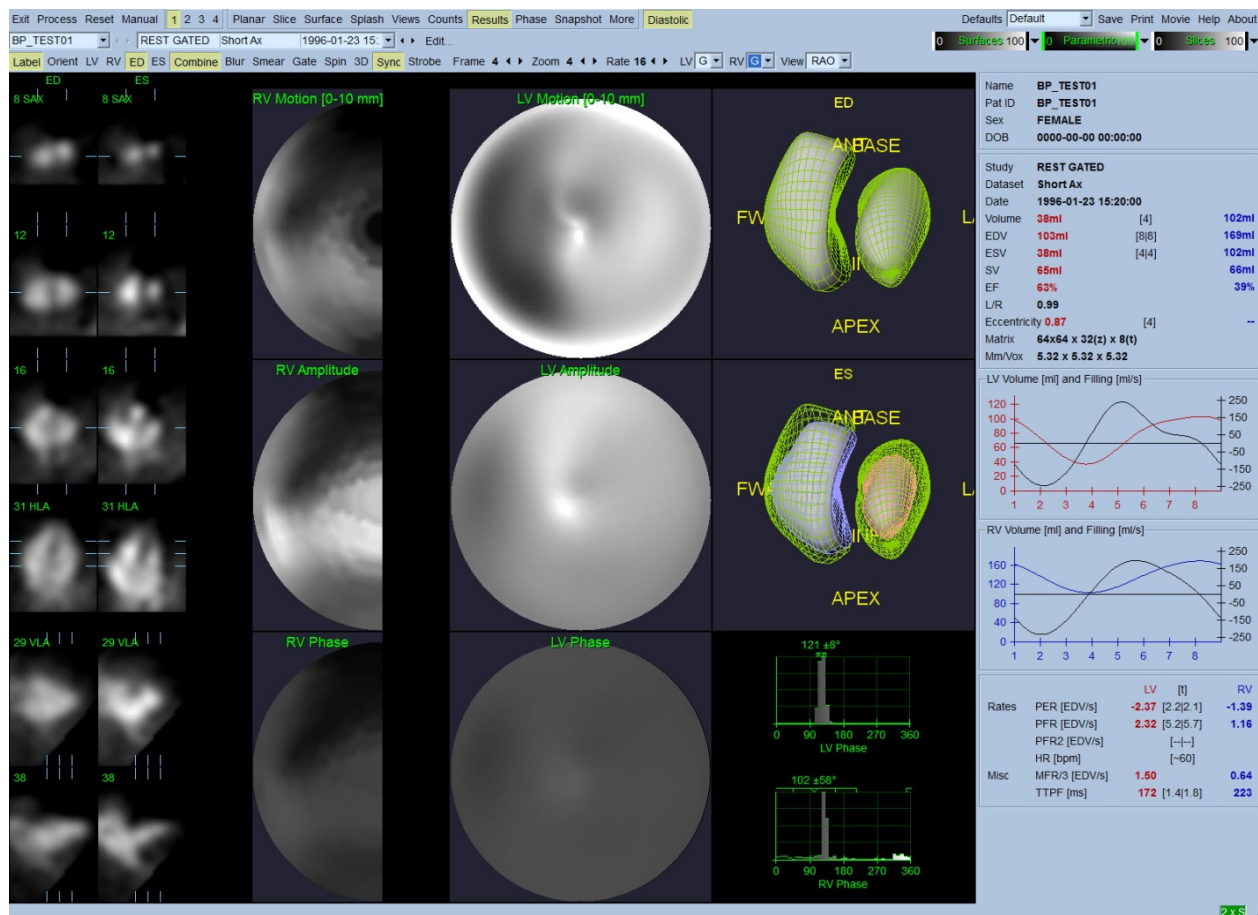 Exit Process Reset Manual 1 2 3 4 Planar Slice Surface Splash Views Counts Results Phase Snapshot More Diastolic Defaults Default Save Print Movie Help About
BP_TEST01 REST GATED Short Ax 1996-01-23 15: Edit... 0 Surfaces 100 0 Parametric 100 0 Slices 100
Label Orient LV RV ED ES Combine Blur Smear Gate Spin 3D Sync Strobe Frame 4 Zoom 4 Rate 16 LV G RV G View RAO
ED ES
8 SAX 8 SAX
12 12
16 16
31 HLA 31 HLA
29 VLA 29 VLA
38 38
RV Motion [0-10 mm] LV Motion [0-10 mm]
RV Amplitude LV Amplitude
RV Phase LV Phase
ED
ANT BASE
FW
APEX
ES
ANT BASE
FW
APEX
121 ±8°
0 90 180 270 360
LV Phase
102 ±58°
0 90 180 270 360
RV Phase
Name BP_TEST01
Pat ID BP_TEST01
Sex FEMALE
DOB 0000-00-00 00:00:00
Study REST GATED
Dataset Short Ax
Date 1996-01-23 15:20:00
Volume 38ml [4] 102ml
EDV 103ml [8|8] 169ml
ESV 38ml [4|4] 102ml
SV 65ml 66ml
EF 63% 39%
L/R 0.99
Eccentricity 0.87 [4] --
Matrix 64x64 x 32(z) x 8(t)
Mm/Vox 5.32 x 5.32 x 5.32
LV Volume [ml] and Filling [ml/s]
120 250
100 150
80 50
60 -50
40 -150
20 -250
0
1 2 3 4 5 6 7 8
RV Volume [ml] and Filling [ml/s]
160 250
120 150
80 50
40 -50
0 -150
-250
1 2 3 4 5 6 7 8
LV [t] RV
Rates PER [EDV/s] -2.37 [2.2|2.1] -1.39
PFR [EDV/s] 2.32 [5.2|5.7] 1.16
PFR2 [EDV/s] [--|--]
HR [bpm] [~60]
Misc MFR/3 [EDV/s] 1.50 0.64
TTPF [ms] 172 [1.4|1.8] 223
2 x S